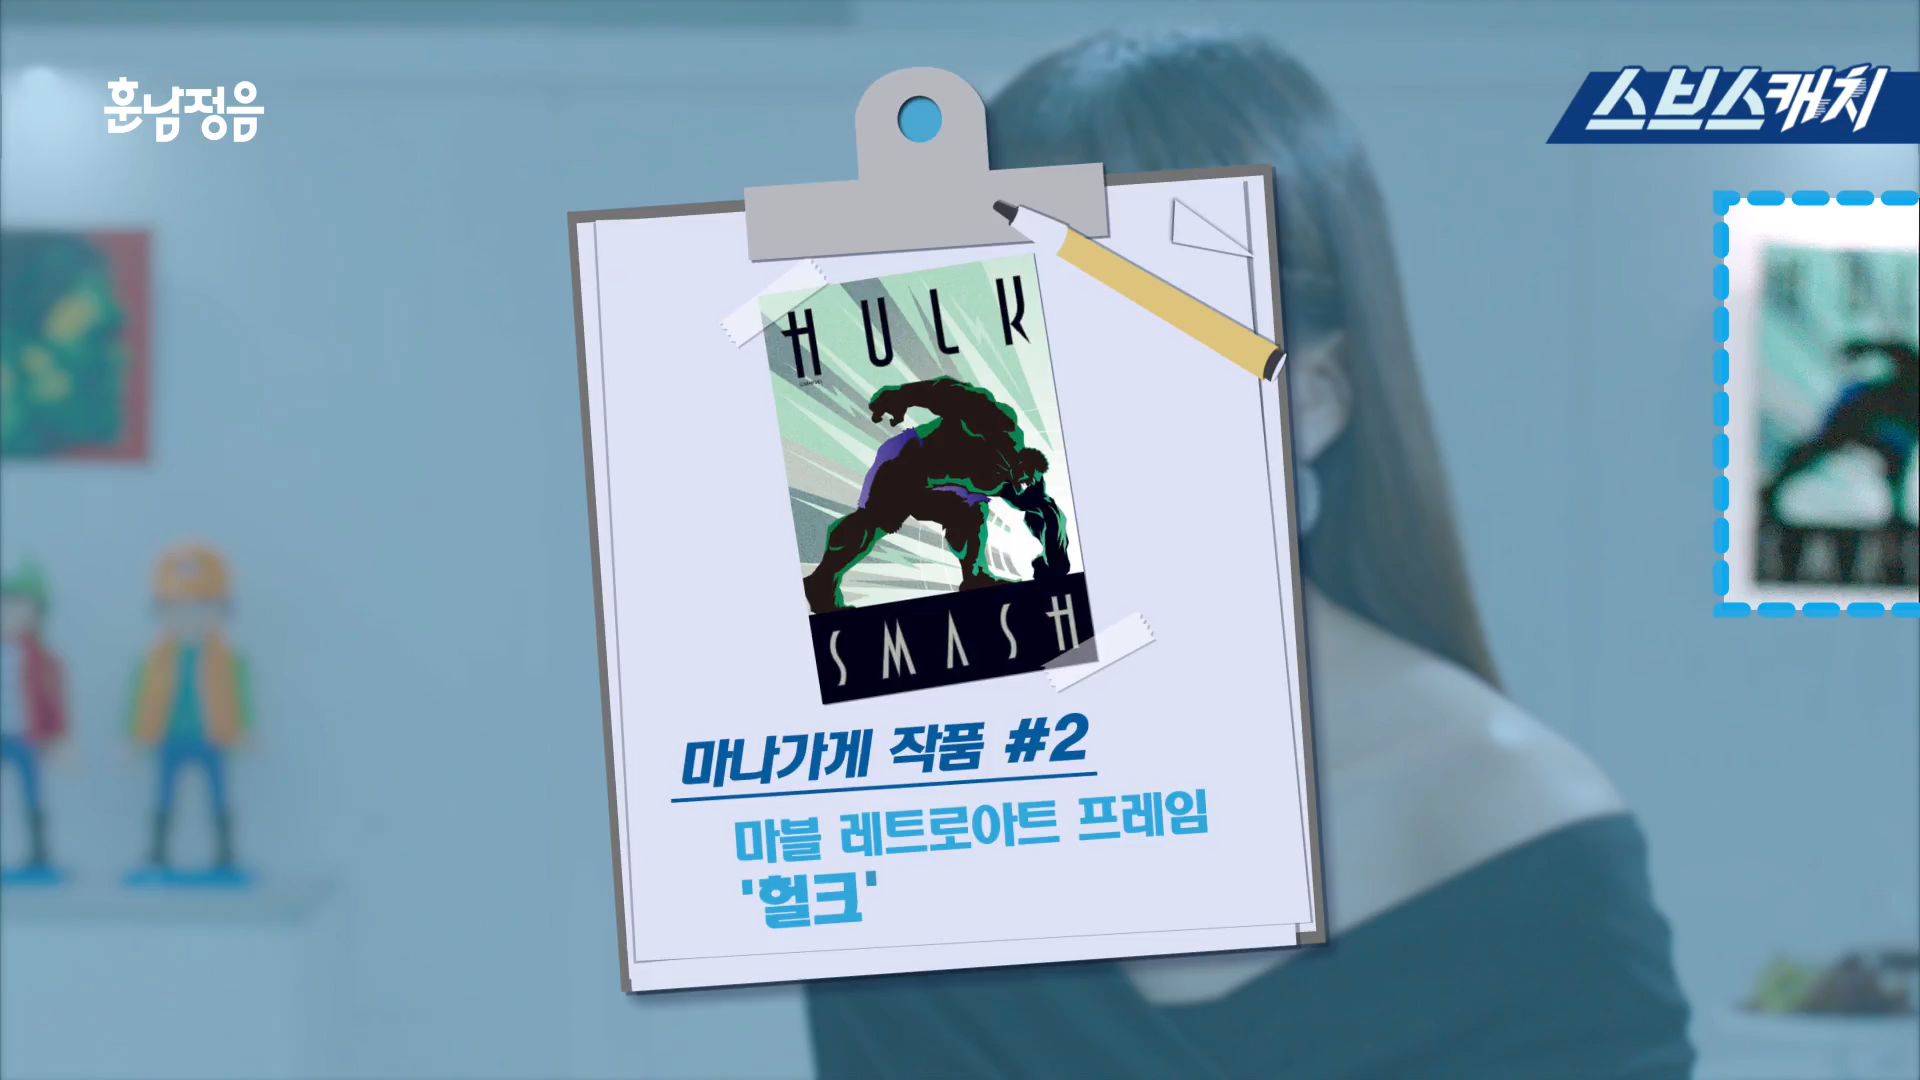 훈남정음
스브스캐치
HULK
SMASH
마나가게 작품 #2
마블 레트로아트 프레임
'헐크'